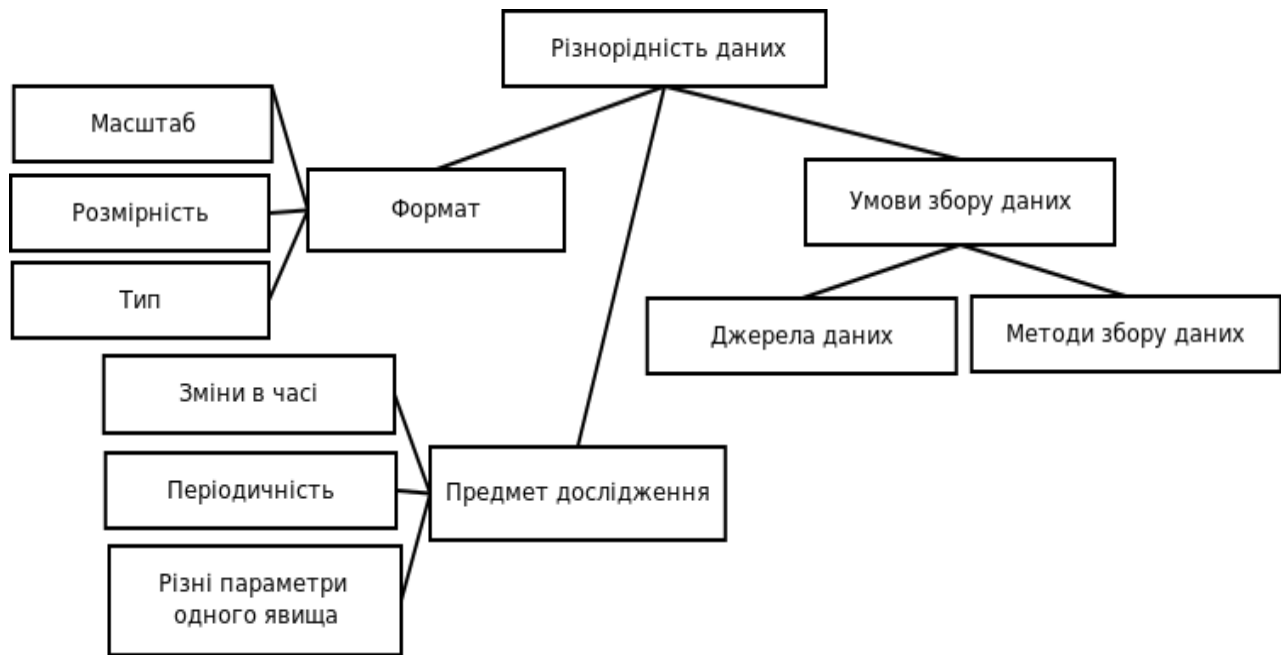 Різнорідність даних
Масштаб
Розмірність
Тип
Формат
Умови збору даних
Джерела даних
Методи збору даних
Зміни в часі
Періодичність
Різні параметри
одного явища
Предмет дослідження